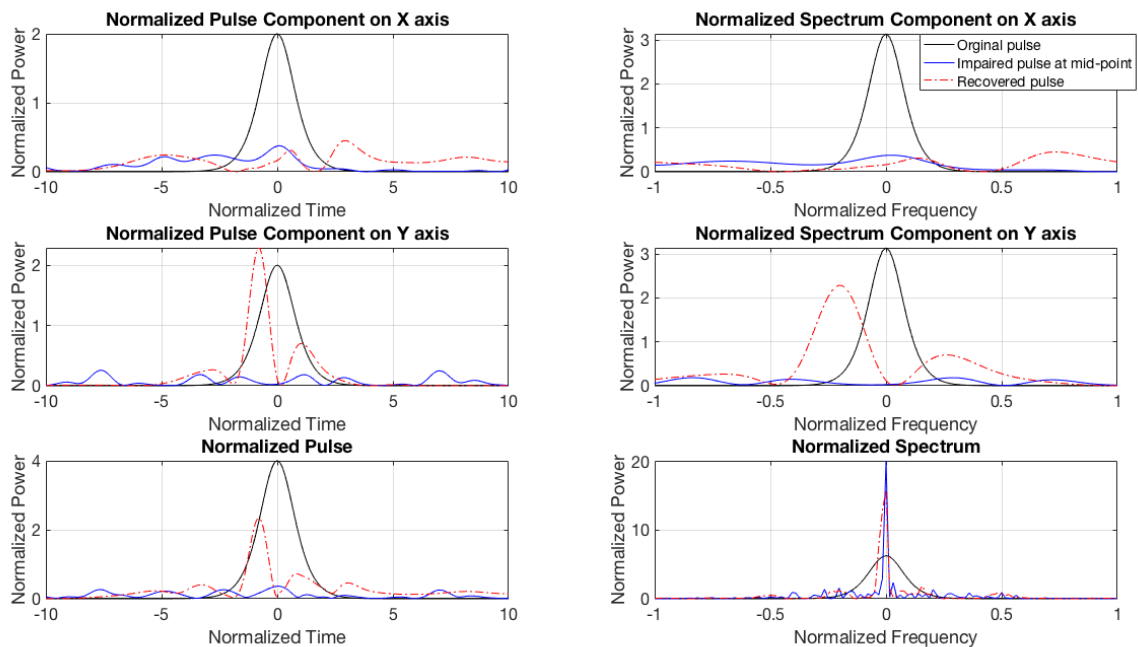 Normalized Pulse Component on X axis
Normalized Power
2
1
0
-10 -5 0 5 10
Normalized Time
Normalized Spectrum Component on X axis
Normalized Power
3
2
1
0
-1 -0.5 0 0.5 1
Normalized Frequency
Orginal pulse
Impaired pulse at mid-point
Recovered pulse
Normalized Pulse Component on Y axis
Normalized Power
2
1
0
-10 -5 0 5 10
Normalized Time
Normalized Spectrum Component on Y axis
Normalized Power
3
2
1
0
-1 -0.5 0 0.5 1
Normalized Frequency
Normalized Pulse
Normalized Power
4
2
0
-10 -5 0 5 10
Normalized Time
Normalized Spectrum
Normalized Power
20
10
0
-1 -0.5 0 0.5 1
Normalized Frequency